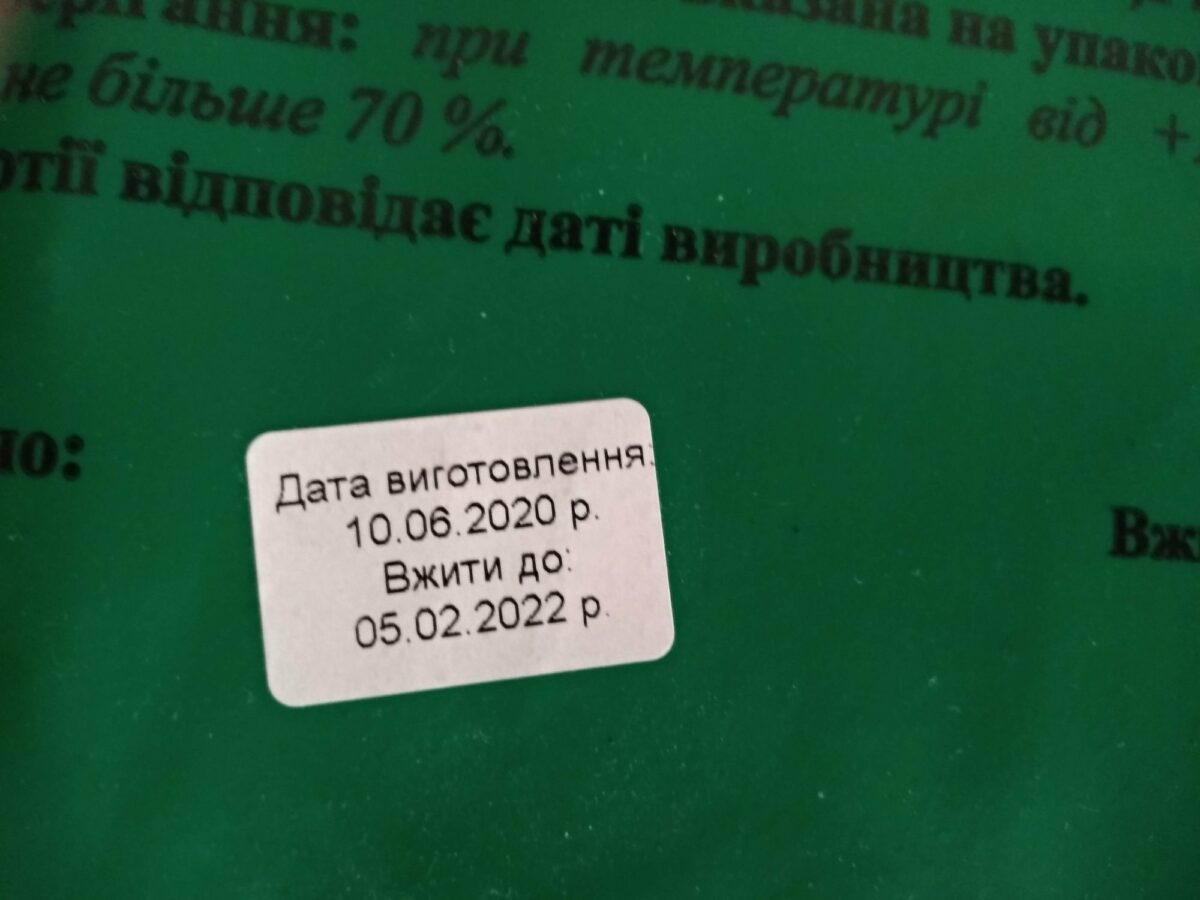 при температурі від
не більше 70 %.
відповідає даті виробництва.
Дата виготовлення:
10.06.2020 р.
Вжити до:
05.02.2022 р.